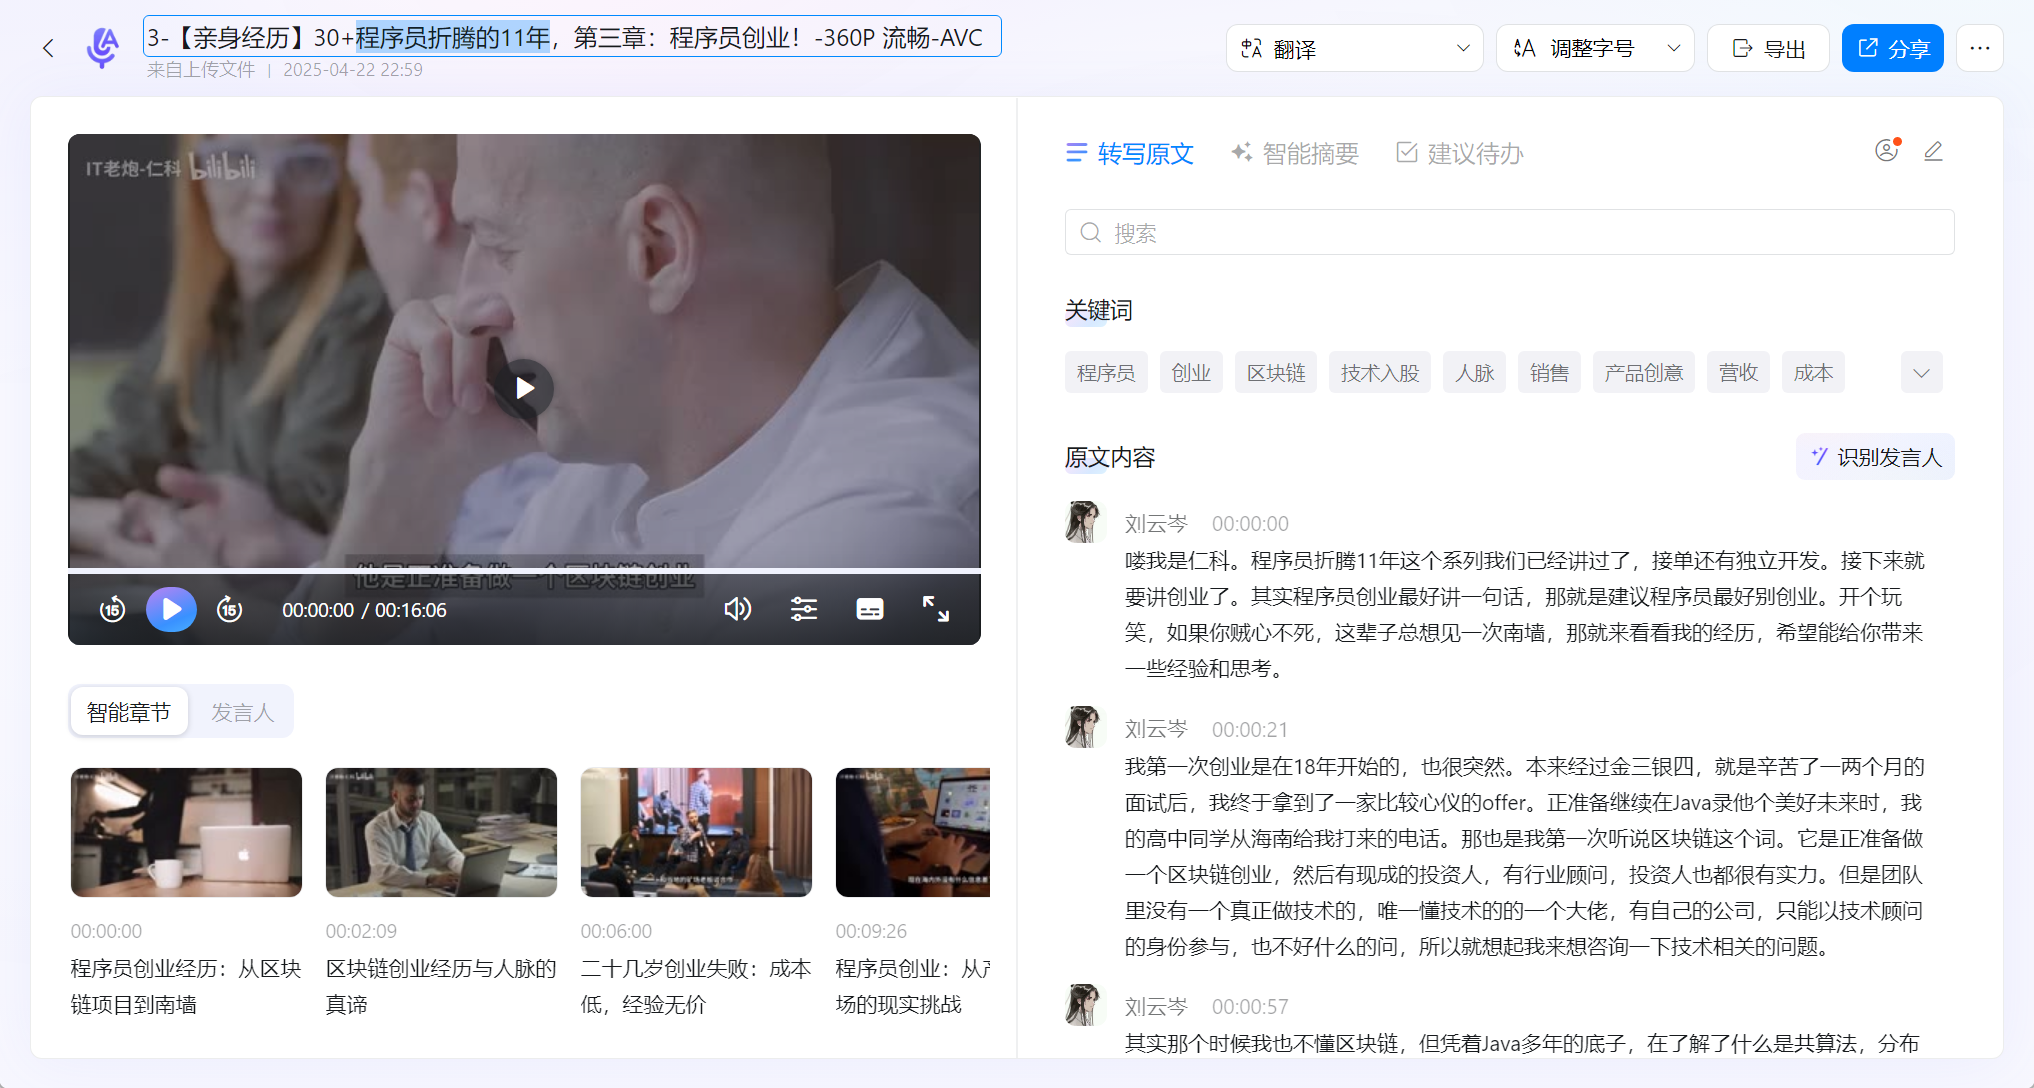 3-【亲身经历】30+程序员折腾的11年，第三章：程序员创业！-360P 流畅-AVC
来自上传文件 | 2025-04-22 22:59
翻译
调整字号
导出
分享
IT老炮-仁科 bilibili
他是正准备做一个区块链创业
15
15
00:00:00 / 00:16:06
智能章节
发言人
00:00:00
程序员创业经历：从区块
链项目到南墙
00:02:09
区块链创业经历与人脉的
真谛
00:06:00
二十几岁创业失败：成本
低，经验无价
00:09:26
程序员创业：从产
场的现实挑战
转写原文
智能摘要
建议待办
搜索
关键词
程序员
创业
区块链
技术入股
人脉
销售
产品创意
营收
成本
原文内容
识别发言人
刘云岑 00:00:00
喽我是仁科。程序员折腾11年这个系列我们已经讲过了，接单还有独立开发。接下来就
要讲创业了。其实程序员创业最好讲一句话，那就是建议程序员最好别创业。开个玩
笑，如果你贼心不死，这辈子总想见一次南墙，那就来看看我的经历，希望能给你带来
一些经验和思考。
刘云岑 00:00:21
我第一次创业是在18年开始的，也很突然。本来经过金三银四，就是辛苦了一两个月的
面试后，我终于拿到了一家比较心仪的offer。正准备继续在Java录他个美好未来时，我
的高中同学从海南给我打来的电话。那也是我第一次听说区块链这个词。它是正准备做
一个区块链创业，然后有现成的投资人，有行业顾问，投资人也都很有实力。但是团队
里没有一个真正做技术的，唯一懂技术的的一个大佬，有自己的公司，只能以技术顾问
的身份参与，也不好什么的问，所以就想起我来想咨询一下技术相关的问题。
刘云岑 00:00:57
其实那个时候我也不懂区块链，但凭着Java多年的底子，在了解了什么是共算法，分布